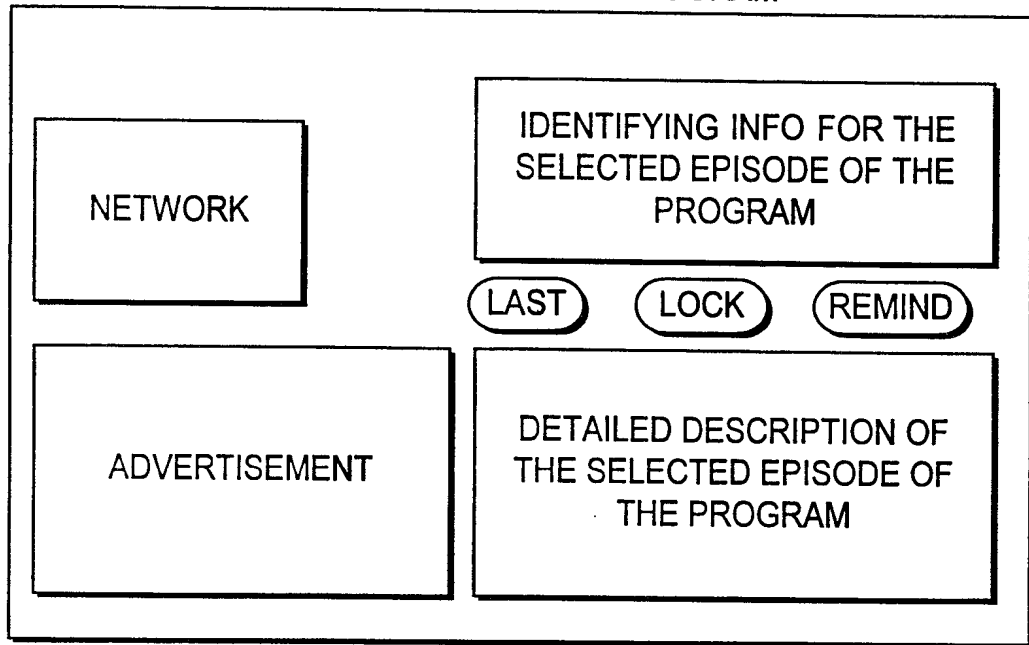 NETWORK
IDENTIFYING INFO FOR THE
SELECTED EPISODE OF THE
PROGRAM
LAST
LOCK
REMIND
ADVERTISEMENT
DETAILED DESCRIPTION OF
THE SELECTED EPISODE OF
THE PROGRAM